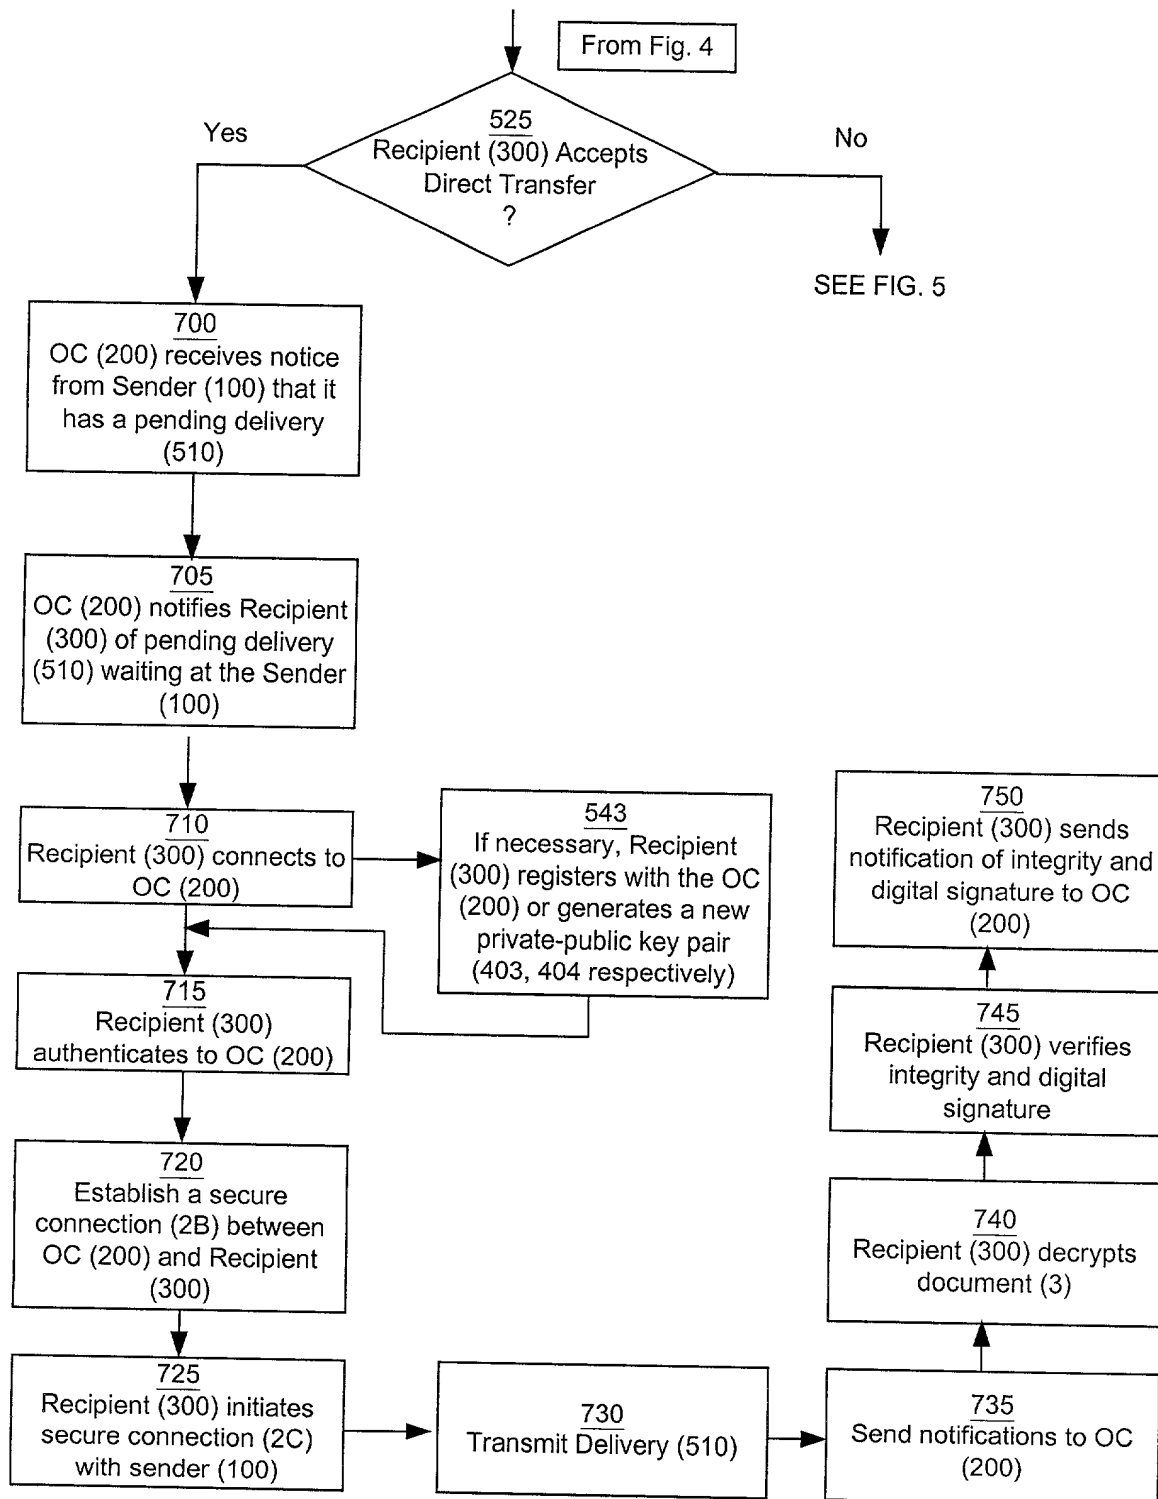 From Fig. 4
525
Recipient (300) Accepts
Direct Transfer
?
Yes
No
SEE FIG. 5
700
OC (200) receives notice
from Sender (100) that it
has a pending delivery
(510)
705
OC (200) notifies Recipient
(300) of pending delivery
(510) waiting at the Sender
(100)
710
Recipient (300) connects to
OC (200)
543
If necessary, Recipient
(300) registers with the OC
(200) or generates a new
private-public key pair
(403, 404 respectively)
715
Recipient (300)
authenticates to OC (200)
720
Establish a secure
connection (2B) between
OC (200) and Recipient
(300)
725
Recipient (300) initiates
secure connection (2C)
with sender (100)
730
Transmit Delivery (510)
735
Send notifications to OC
(200)
740
Recipient (300) decrypts
document (3)
745
Recipient (300) verifies
integrity and digital
signature
750
Recipient (300) sends
notification of integrity and
digital signature to OC
(200)